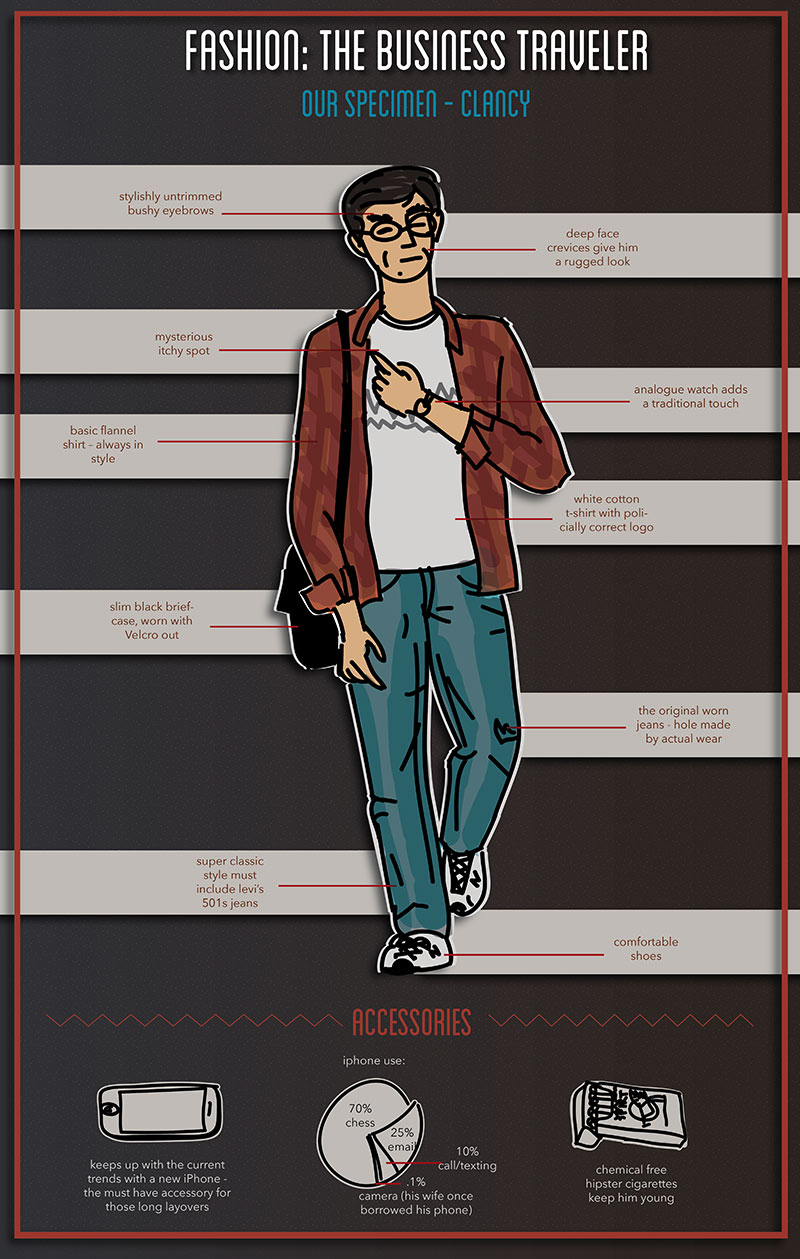 FASHION: THE BUSINESS TRAVELER
OUR SPECIMEN - CLANCY
stylishly untrimmed
bushy eyebrows
deep face
crevices give him
a rugged look
mysterious
itchy spot
analogue watch adds
a traditional touch
basic flannel
shirt - always in
style
white cotton
t-shirt with poli-
cially correct logo
slim black brief-
case, worn with
Velcro out
the original worn
jeans - hole made
by actual wear
super classic
style must
include levi's
501s jeans
comfortable
shoes
ACCESSORIES
iphone use:
70%
chess
25%
email
10%
call/texting
.1%
camera (his wife once
borrowed his phone)
keeps up with the current
trends with a new iPhone -
the must have accessory for
those long layovers
chemical free
hipster cigarettes
keep him young